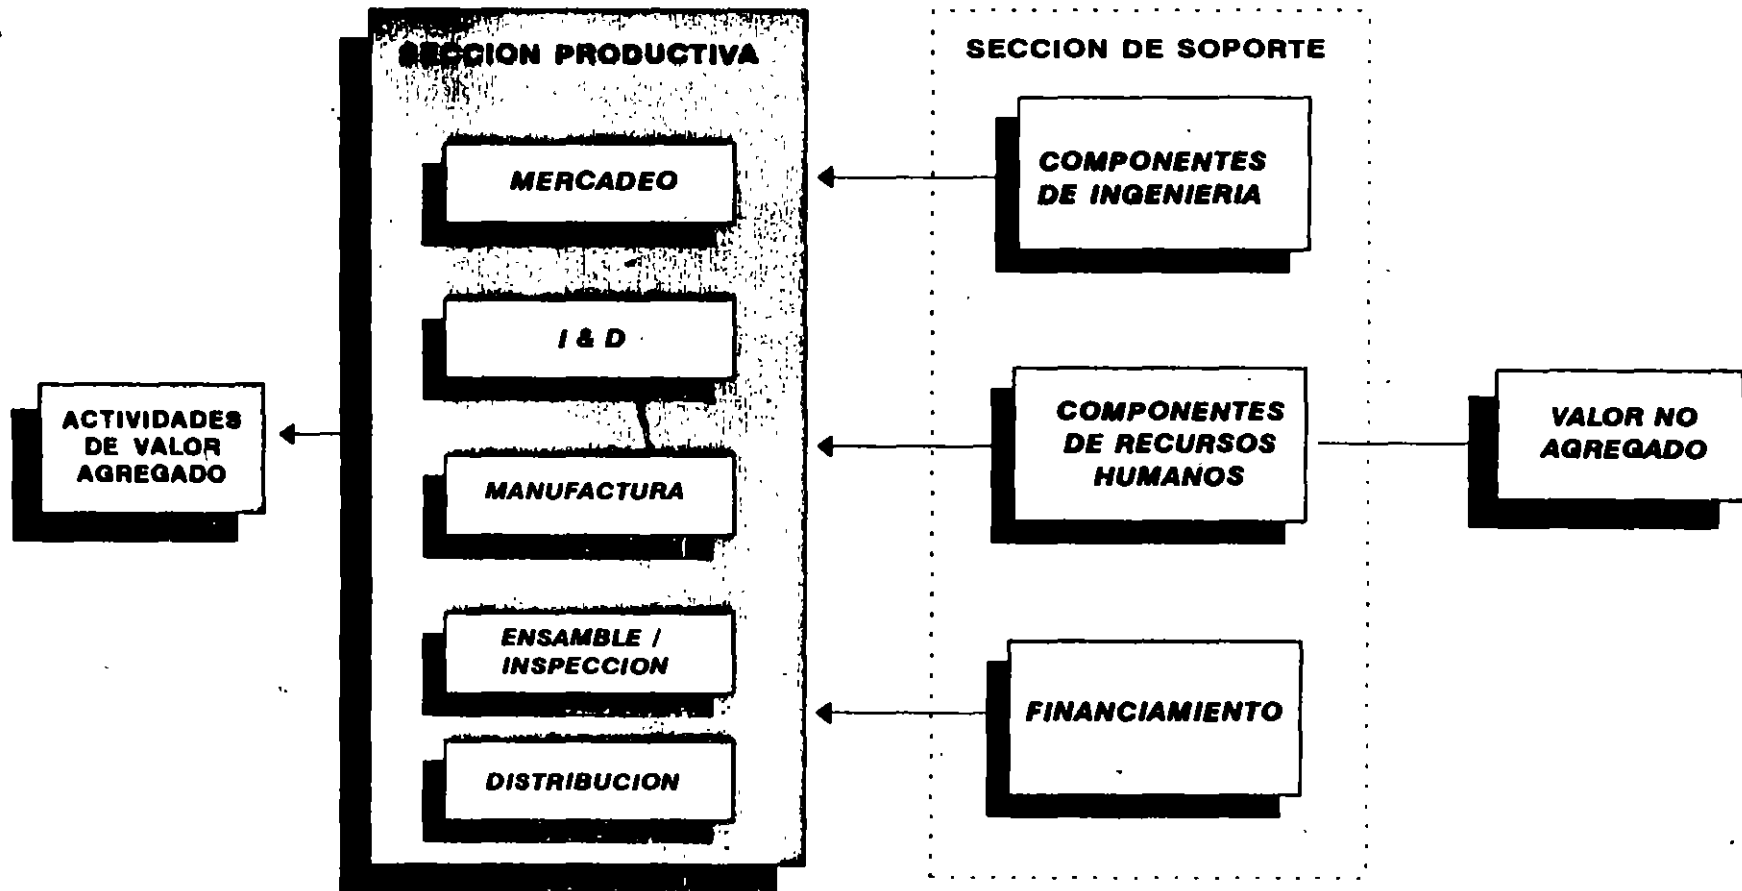 SECCION PRODUCTIVA
MERCADEO
I & D
MANUFACTURA
ENSAMBLE /
INSPECCION
DISTRIBUCION
SECCION DE SOPORTE
COMPONENTES
DE INGENIERIA
COMPONENTES
DE RECURSOS
HUMANOS
FINANCIAMIENTO
ACTIVIDADES
DE VALOR
AGREGADO
VALOR NO
AGREGADO